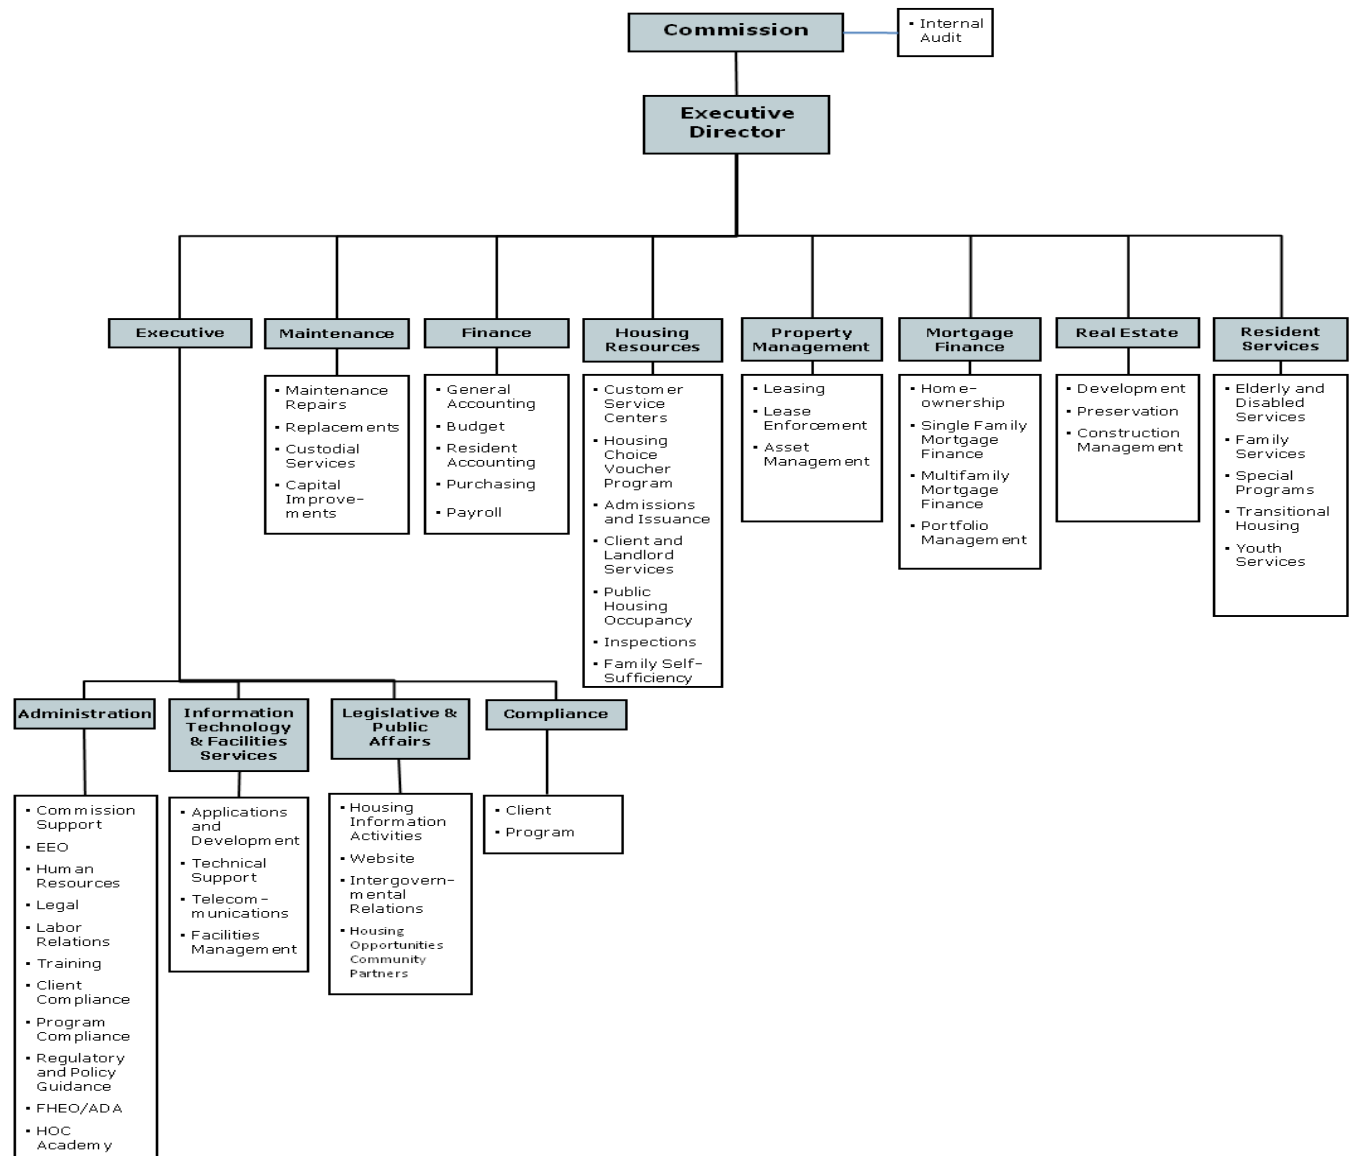 Commission
▪ Internal
Audit
Executive
Director
Executive
Maintenance
▪ Maintenance
Repairs
▪ Replacements
▪ Custodial
Services
▪ Capital
Improve-
ments
Finance
▪ General
Accounting
▪ Budget
▪ Resident
Accounting
▪ Purchasing
▪ Payroll
Housing
Resources
▪ Customer
Service
Centers
▪ Housing
Choice
Voucher
Program
▪ Admissions
and Issuance
▪ Client and
Landlord
Services
▪ Public
Housing
Occupancy
▪ Inspections
▪ Family Self-
Sufficiency
Property
Management
▪ Leasing
▪ Lease
Enforcement
▪ Asset
Management
Mortgage
Finance
▪ Home-
ownership
▪ Single Family
Mortgage
Finance
▪ Multifamily
Mortgage
Finance
▪ Portfolio
Management
Real Estate
▪ Development
▪ Preservation
▪ Construction
Management
Resident
Services
▪ Elderly and
Disabled
Services
▪ Family
Services
▪ Special
Programs
▪ Transitional
Housing
▪ Youth
Services
Administration
▪ Commission
Support
▪ EEO
▪ Human
Resources
▪ Legal
▪ Labor
Relations
▪ Training
▪ Client
Compliance
▪ Program
Compliance
▪ Regulatory
and Policy
Guidance
▪ FHEO/ADA
▪ HOC
Academy
Information
Technology
& Facilities
Services
▪ Applications
and
Development
▪ Technical
Support
▪ Telecom-
munications
▪ Facilities
Management
Legislative &
Public
Affairs
▪ Housing
Information
Activities
▪ Website
▪ Intergovern-
mental
Relations
▪ Housing
Opportunities
Community
Partners
Compliance
▪ Client
▪ Program